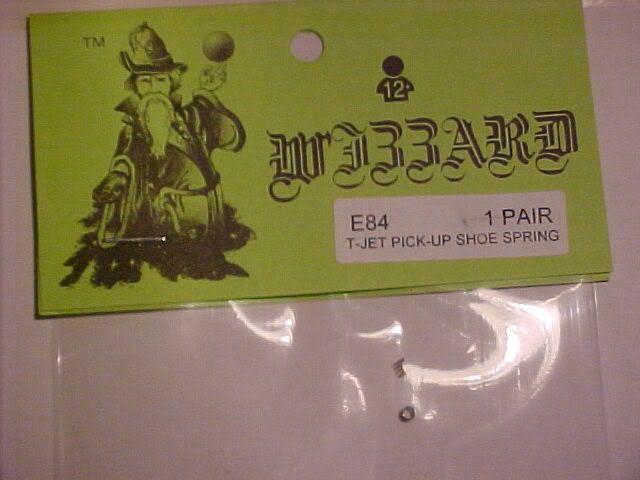 TM
12
WIZZARD
E84 1 PAIR
T-JET PICK-UP SHOE SPRING